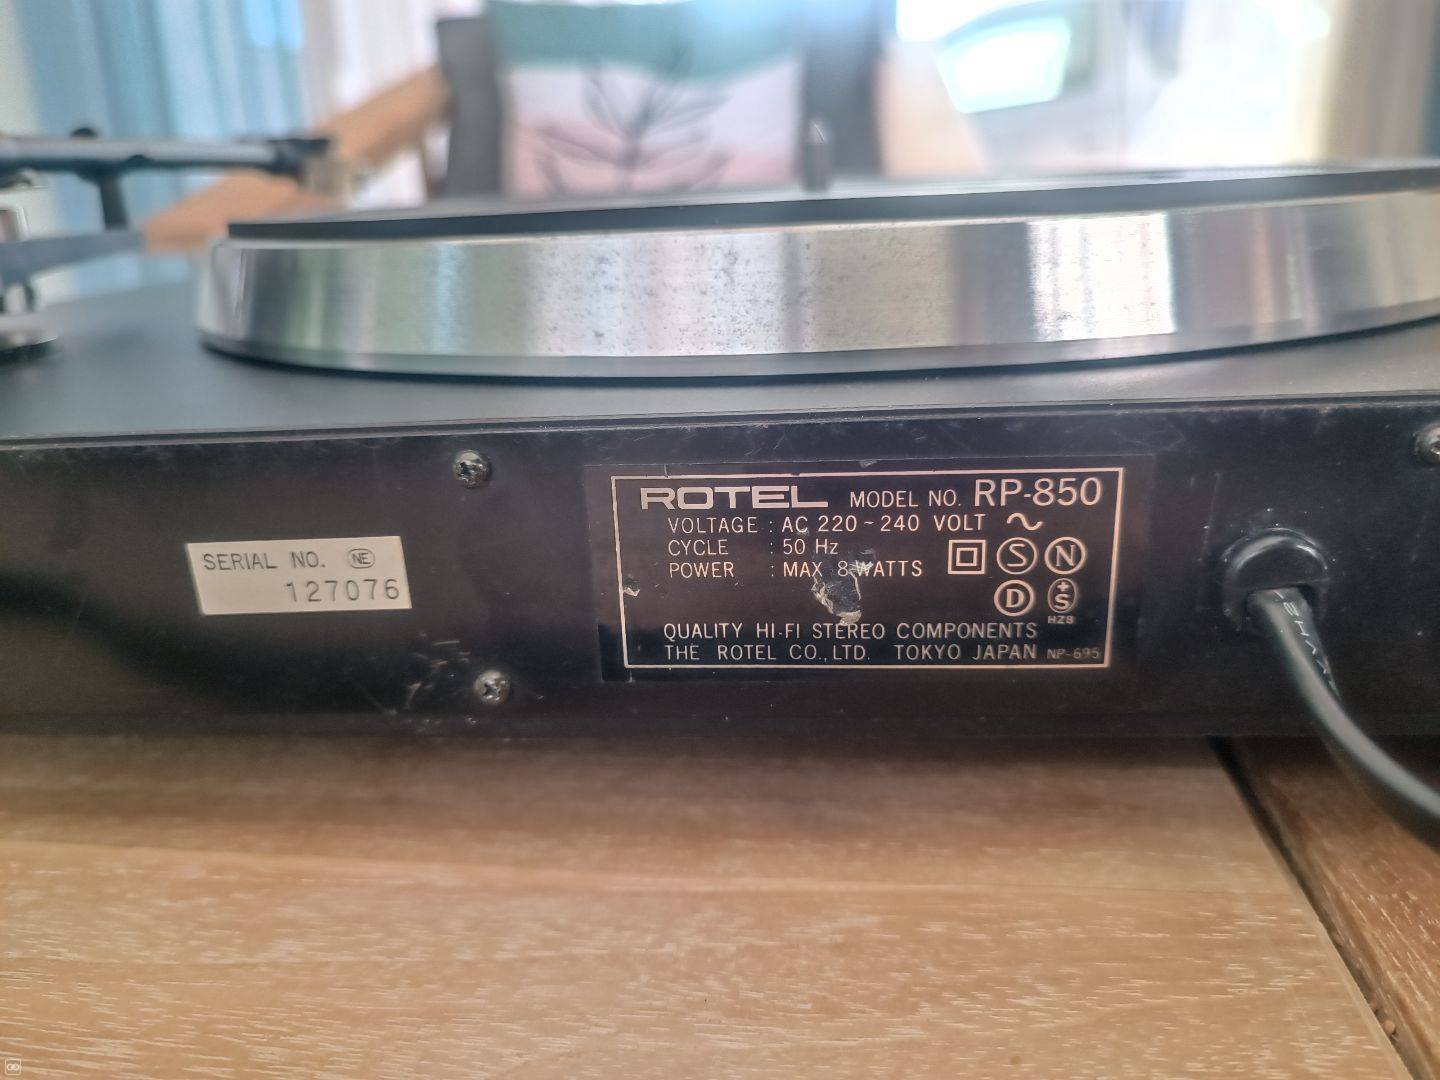 SERIAL NO. NE
127076
ROTEL MODEL NO. RP-850
VOLTAGE : AC 220 ~ 240 VOLT ~
CYCLE : 50 Hz
POWER : MAX 8 WATTS
S N
D +S
HZB
QUALITY HI-FI STEREO COMPONENTS
THE ROTEL CO., LTD. TOKYO JAPAN NP-695